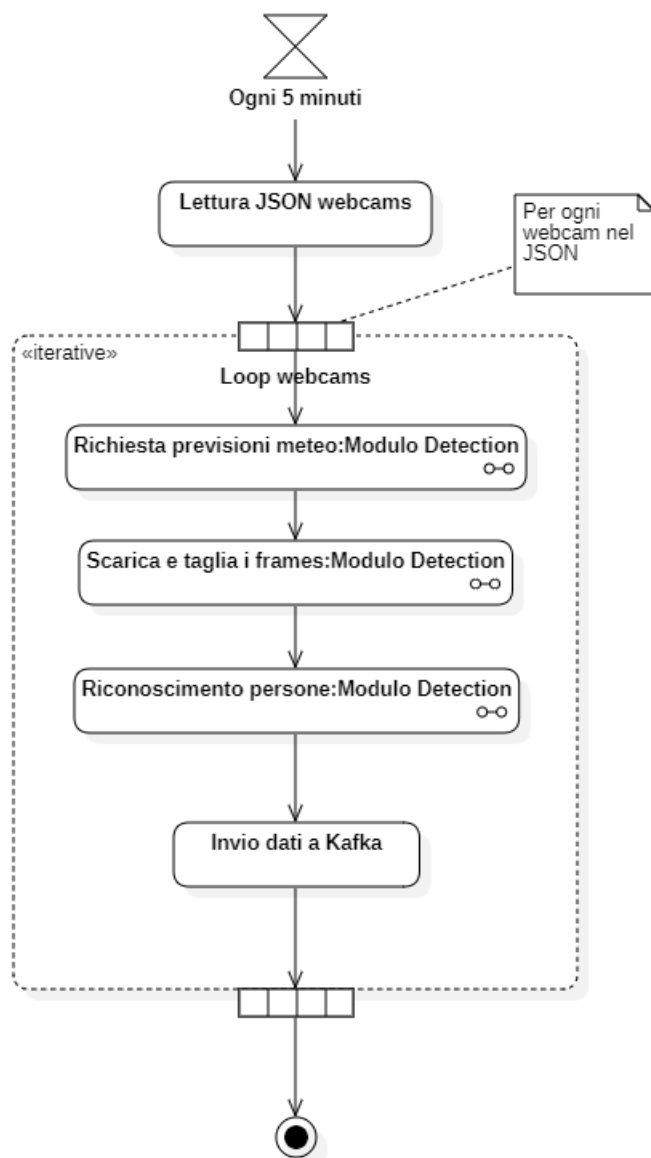 Ogni 5 minuti
Lettura JSON webcams
Per ogni
webcam nel
JSON
«iterative»
Loop webcams
Richiesta previsioni meteo:Modulo Detection
Scarica e taglia i frames:Modulo Detection
Riconoscimento persone:Modulo Detection
Invio dati a Kafka